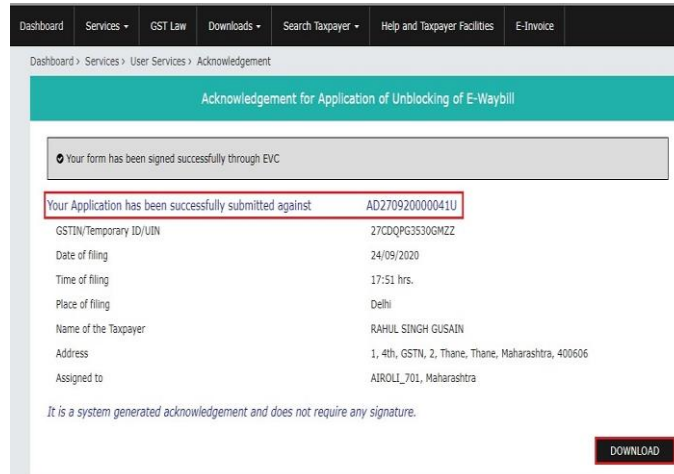 Dashboard Services GST Law Downloads Search Taxpayer Help and Taxpayer Facilities E-Invoice
Dashboard › Services › User Services › Acknowledgement
Acknowledgement for Application of Unblocking of E-Waybill
Your form has been signed successfully through EVC
Your Application has been successfully submitted against AD270920000041U
GSTIN/Temporary ID/UIN 27CDQPG3530GMZZ
Date of filing 24/09/2020
Time of filing 17:51 hrs.
Place of filing Delhi
Name of the Taxpayer RAHUL SINGH GUSAIN
Address 1, 4th, GSTN, 2, Thane, Thane, Maharashtra, 400606
Assigned to AIROLI_701, Maharashtra
It is a system generated acknowledgement and does not require any signature.
DOWNLOAD